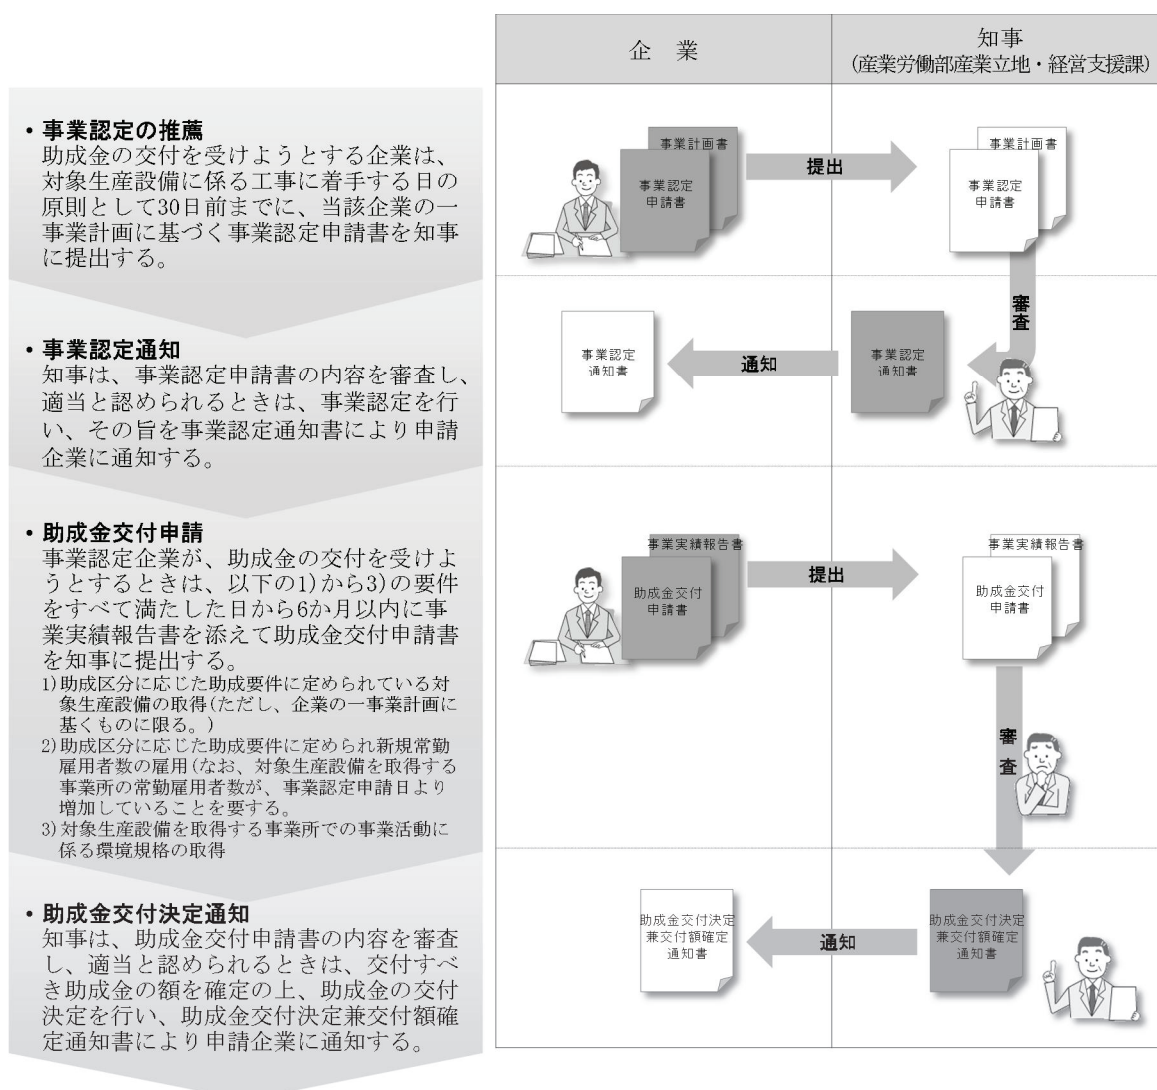 企 業
知事
(産業労働部産業立地・経営支援課)
・事業認定の推薦
助成金の交付を受けようとする企業は、
対象生産設備に係る工事に着手する日の
原則として30日前までに、当該企業の一
事業計画に基づく事業認定申請書を知事
に提出する。
事業計画書
事業認定
申請書
提出
事業計画書
事業認定
申請書
審査
・事業認定通知
知事は、事業認定申請書の内容を審査し、
適当と認められるときは、事業認定を行
い、その旨を事業認定通知書により申請
企業に通知する。
事業認定
通知書
通知
事業認定
通知書
・助成金交付申請
事業認定企業が、助成金の交付を受けよ
うとするときは、以下の1)から3)の要件
をすべて満たした日から6か月以内に事
業実績報告書を添えて助成金交付申請書
を知事に提出する。
1)助成区分に応じた助成要件に定められている対
象生産設備の取得(ただし、企業の一事業計画に
基くものに限る。)
2)助成区分に応じた助成要件に定められ新規常勤
雇用者数の雇用(なお、対象生産設備を取得する
事業所の常勤雇用者数が、事業認定申請日より
増加していることを要する。
3)対象生産設備を取得する事業所での事業活動に
係る環境規格の取得
事業実績報告書
助成金交付
申請書
提出
事業実績報告書
助成金交付
申請書
審
査
・助成金交付決定通知
知事は、助成金交付申請書の内容を審査
し、適当と認められるときは、交付すべ
き助成金の額を確定の上、助成金の交付
決定を行い、助成金交付決定兼交付額確
定通知書により申請企業に通知する。
助成金交付決定
兼交付額確定
通知書
通知
助成金交付決定
兼交付額確定
通知書